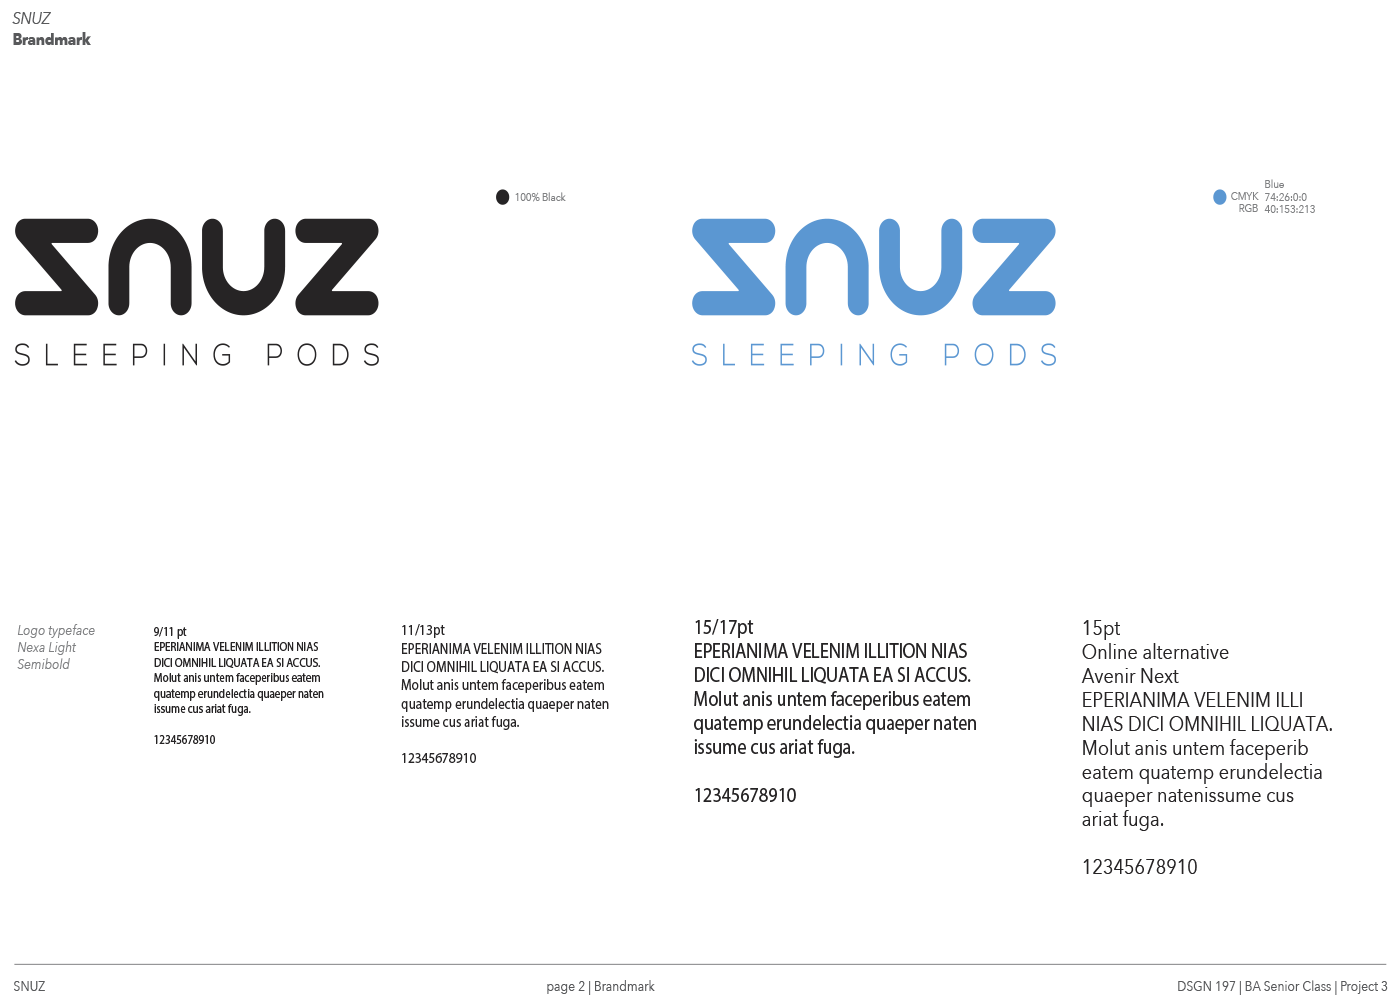 SNUZ
Brandmark
100% Black
Blue
CMYK 74:26:0:0
RGB 40:153:213
SNUZ
SLEEPING PODS
SNUZ
SLEEPING PODS
Logo typeface
Nexa Light
Semibold
9/11 pt
EPERIANIMA VELENIM ILLITION NIAS
DICI OMNIHIL LIQUATA EA SI ACCUS.
Molut anis untem faceperibus eatem
quatemp erundelectia quaeper naten
issume cus ariat fuga.
12345678910
11/13pt
EPERIANIMA VELENIM ILLITION NIAS
DICI OMNIHIL LIQUATA EA SI ACCUS.
Molut anis untem faceperibus eatem
quatemp erundelectia quaeper naten
issume cus ariat fuga.
12345678910
15/17pt
EPERIANIMA VELENIM ILLITION NIAS
DICI OMNIHIL LIQUATA EA SI ACCUS.
Molut anis untem faceperibus eatem
quatemp erundelectia quaeper naten
issume cus ariat fuga.
12345678910
15pt
Online alternative
Avenir Next
EPERIANIMA VELENIM ILLI
NIAS DICI OMNIHIL LIQUATA.
Molut anis untem faceperib
eatem quatemp erundelectia
quaeper natenissume cus
ariat fuga.
12345678910
SNUZ
page 2 | Brandmark
DSGN 197 | BA Senior Class | Project 3